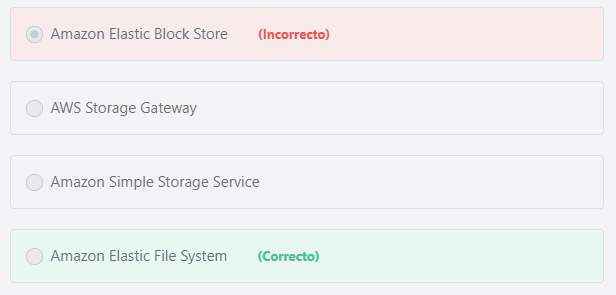 Amazon Elastic Block Store (Incorrecto)
AWS Storage Gateway
Amazon Simple Storage Service
Amazon Elastic File System (Correcto)